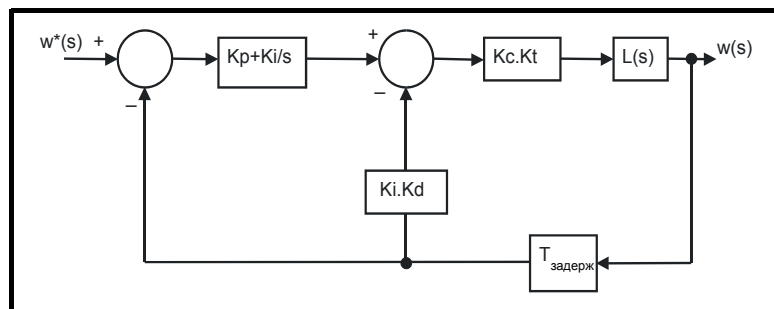 w*(s)
+
–
Kp+Ki/s
+
–
Kc.Kt
L(s)
w(s)
Ki.Kd
Tзадерж